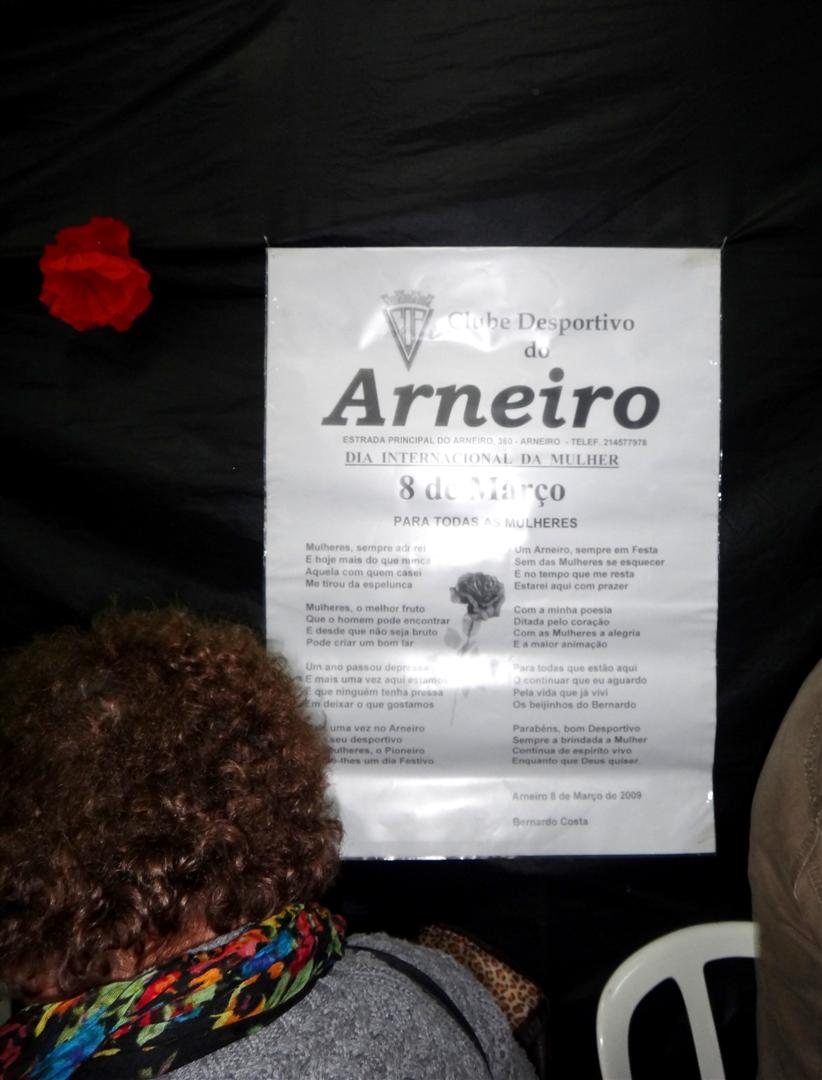 Clube Desportivo
do
Arneiro
ESTRADA PRINCIPAL DO ARNEIRO, 360 - ARNEIRO - TELEF. 214577978
DIA INTERNACIONAL DA MULHER
8 de Março
PARA TODAS AS MULHERES
Mulheres, sempre adorei
E hoje mais do que nunca
Aquela com quem casei
Me tirou da espelunca
Mulheres, o melhor fruto
Que o homem pode encontrar
E desde que não seja bruto
Pode criar um bom lar
Um ano passou depressa
E mais uma vez aqui estamos
E que ninguém tenha pressa
Em deixar o que gostamos
uma vez no Arneiro
seu desportivo
o Pioneiro
um dia Festivo
Um Arneiro, sempre em Festa
Sem das Mulheres se esquecer
E no tempo que me resta
Estarei aqui com prazer
Com a minha poesia
Ditada pelo coração
Com as Mulheres a alegria
E a maior animação
Para todas que estão aqui
O continuar que eu aguardo
Pela vida que já vivi
Os beijinhos do Bernardo
Parabéns, bom Desportivo
Sempre a brindada a Mulher
Continua de espírito vivo
Enquanto que Deus quiser.
Arneiro 8 de Março de 2009
Bernardo Costa